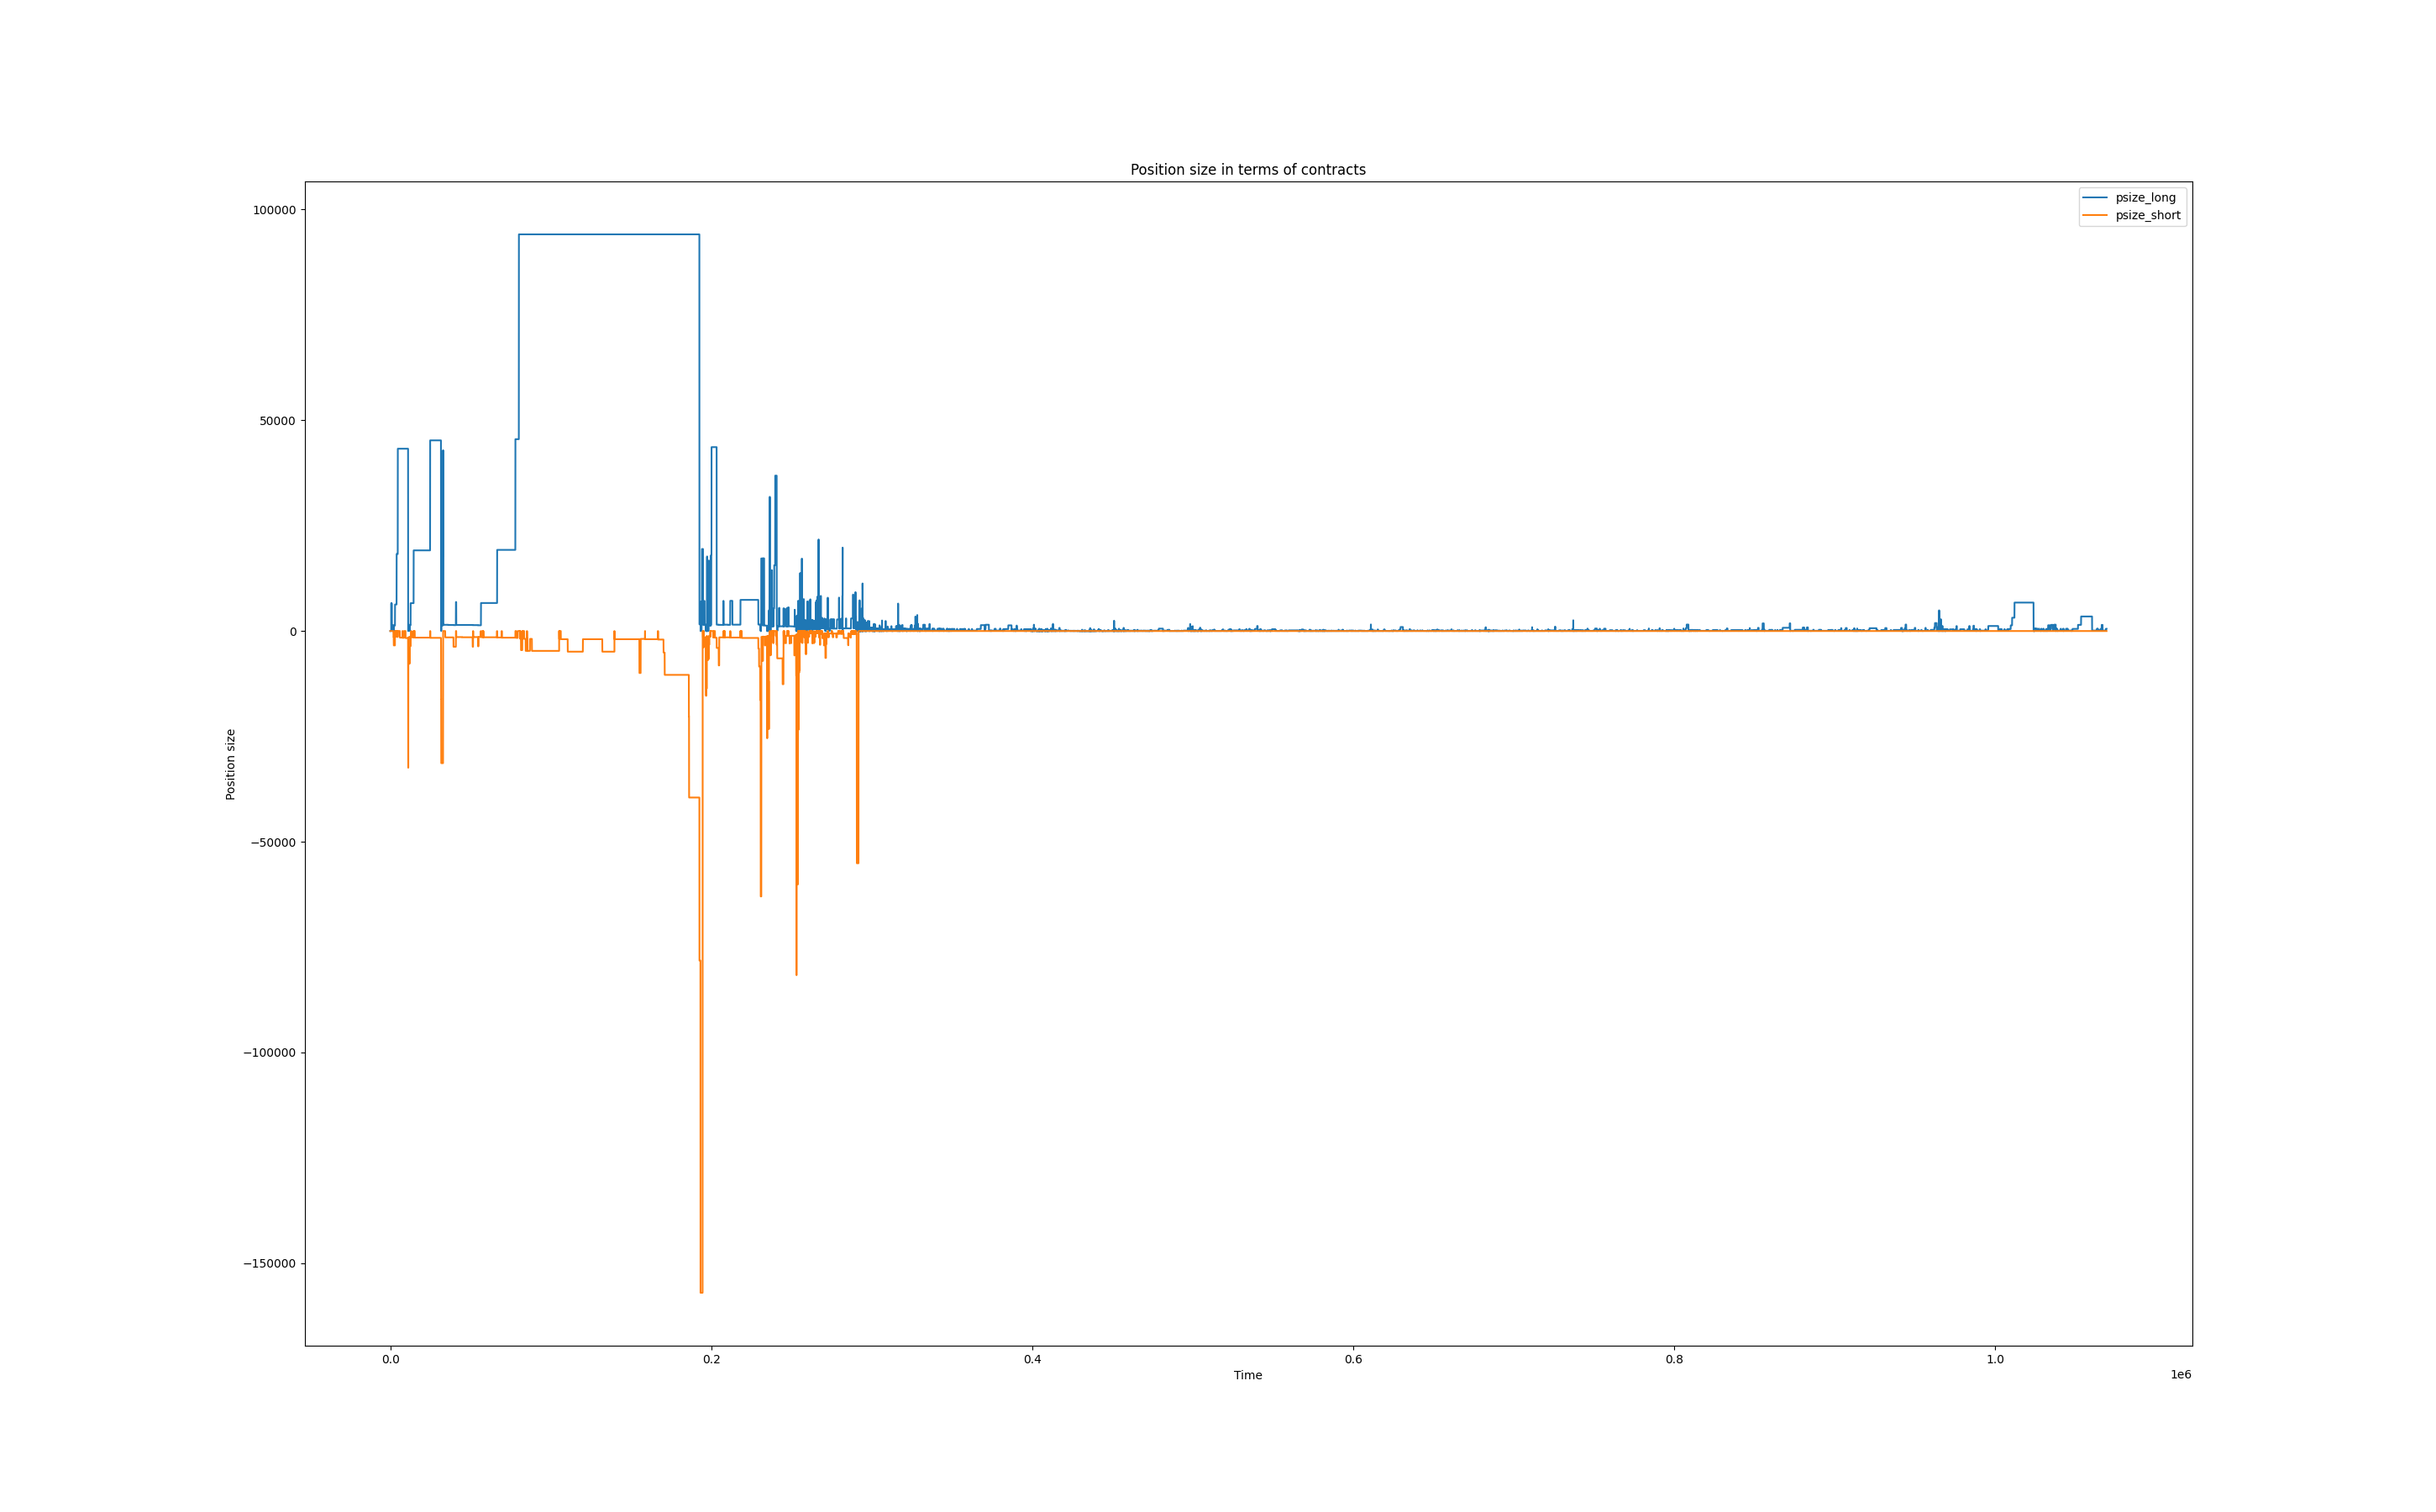 Position size in terms of contracts
psize_long
psize_short
100000
50000
0
−50000
−100000
−150000
Position size
0.0
0.2
0.4
0.6
0.8
1.0
1e6
Time